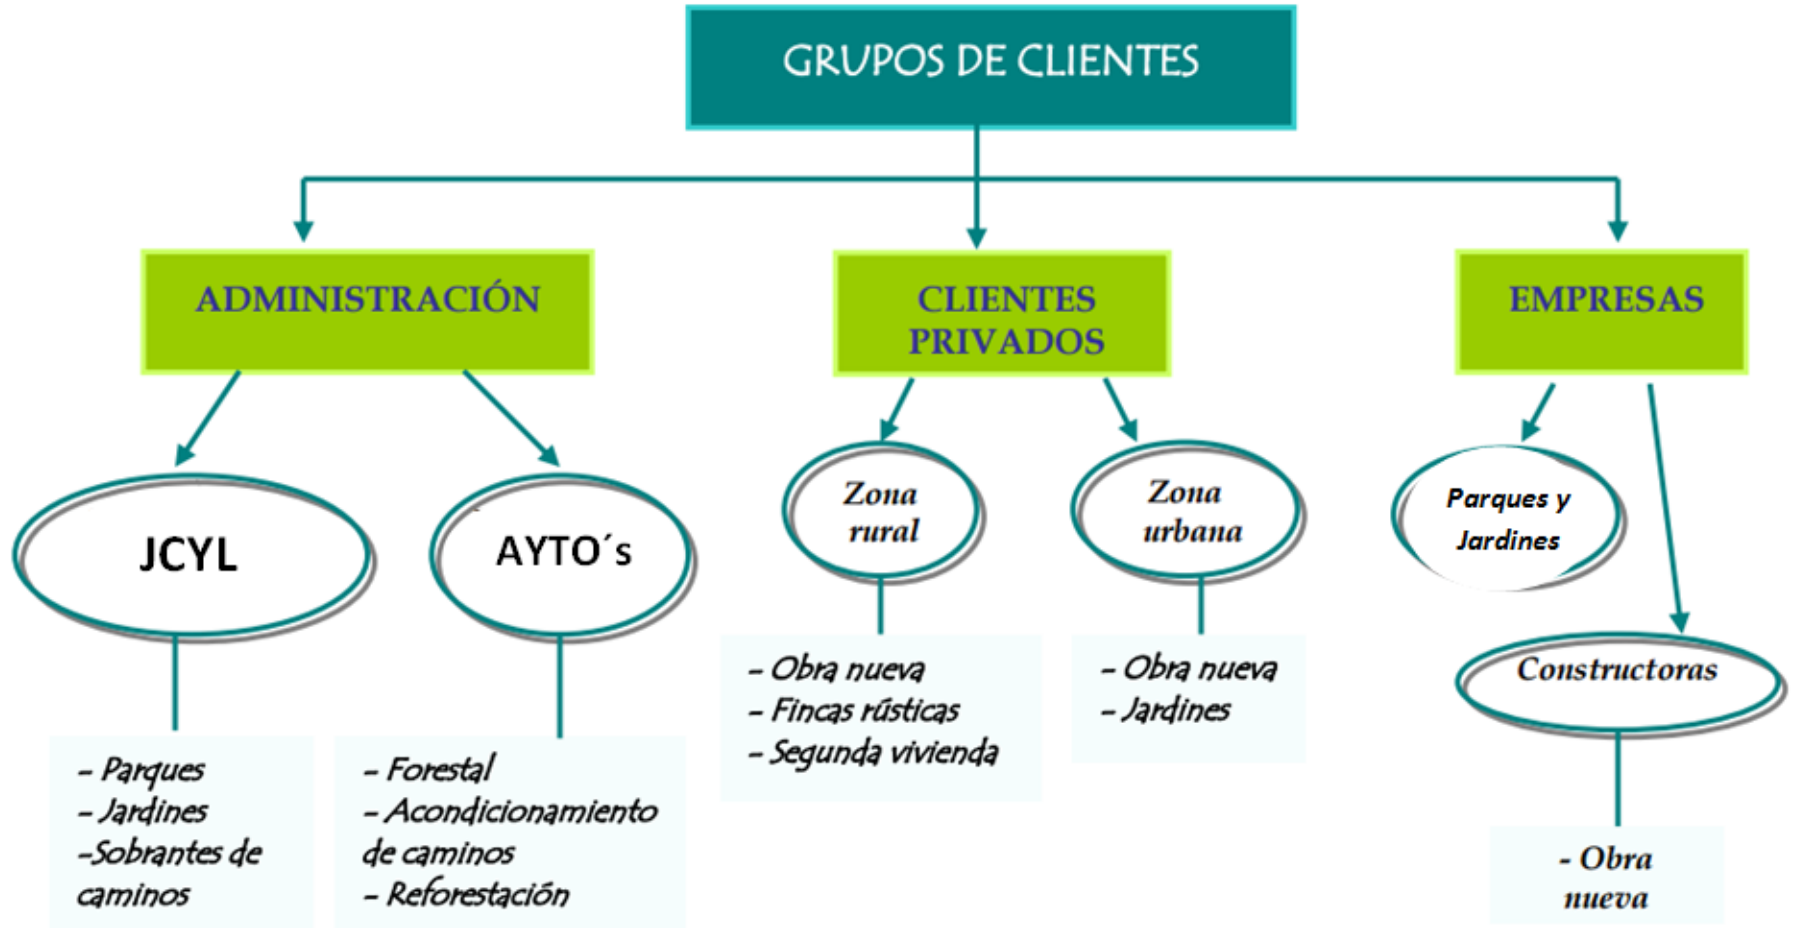 GRUPOS DE CLIENTES
ADMINISTRACIÓN
CLIENTES
PRIVADOS
EMPRESAS
JCYL
AYTO´s
Zona
rural
Zona
urbana
Parques y
Jardines
Constructoras
- Parques
- Jardines
-Sobrantes de
caminos
- Forestal
- Acondicionamiento
de caminos
- Reforestación
- Obra nueva
- Fincas rústicas
- Segunda vivienda
- Obra nueva
- Jardines
- Obra
nueva